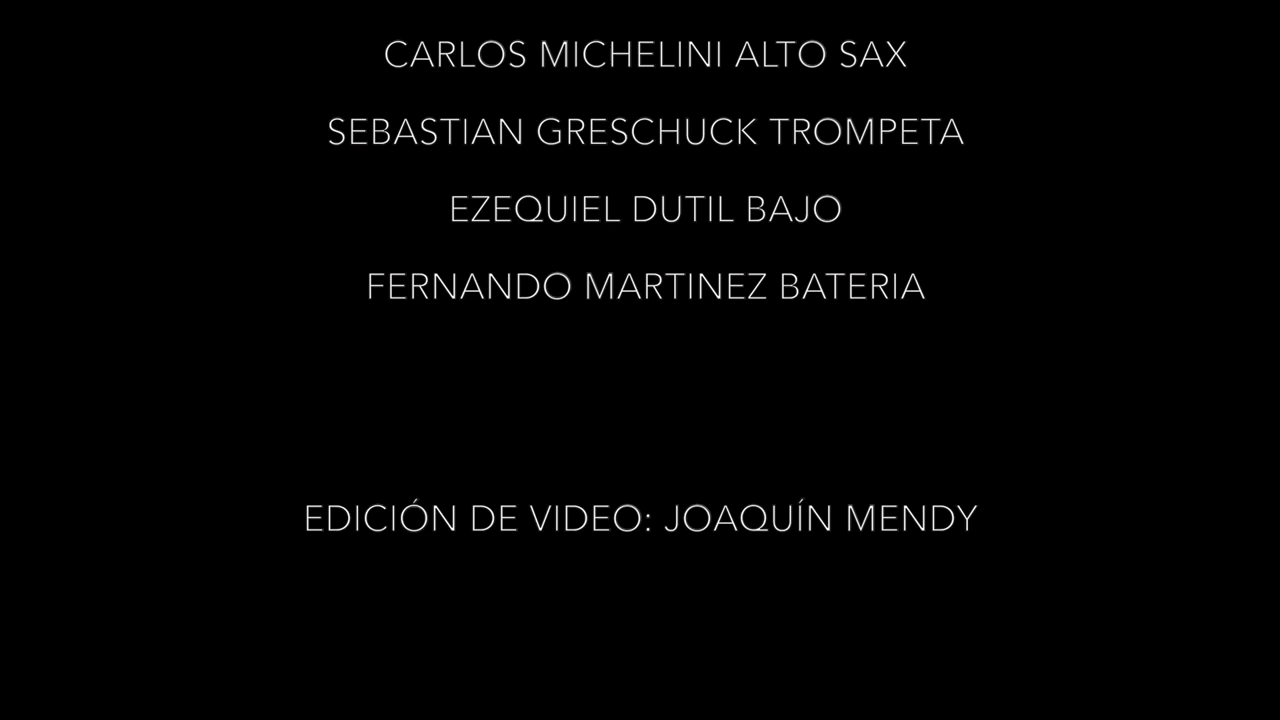 CARLOS MICHELINI ALTO SAX
SEBASTIAN GRESCHUCK TROMPETA
EZEQUIEL DUTIL BAJO
FERNANDO MARTINEZ BATERIA
EDICIÓN DE VIDEO: JOAQUÍN MENDY